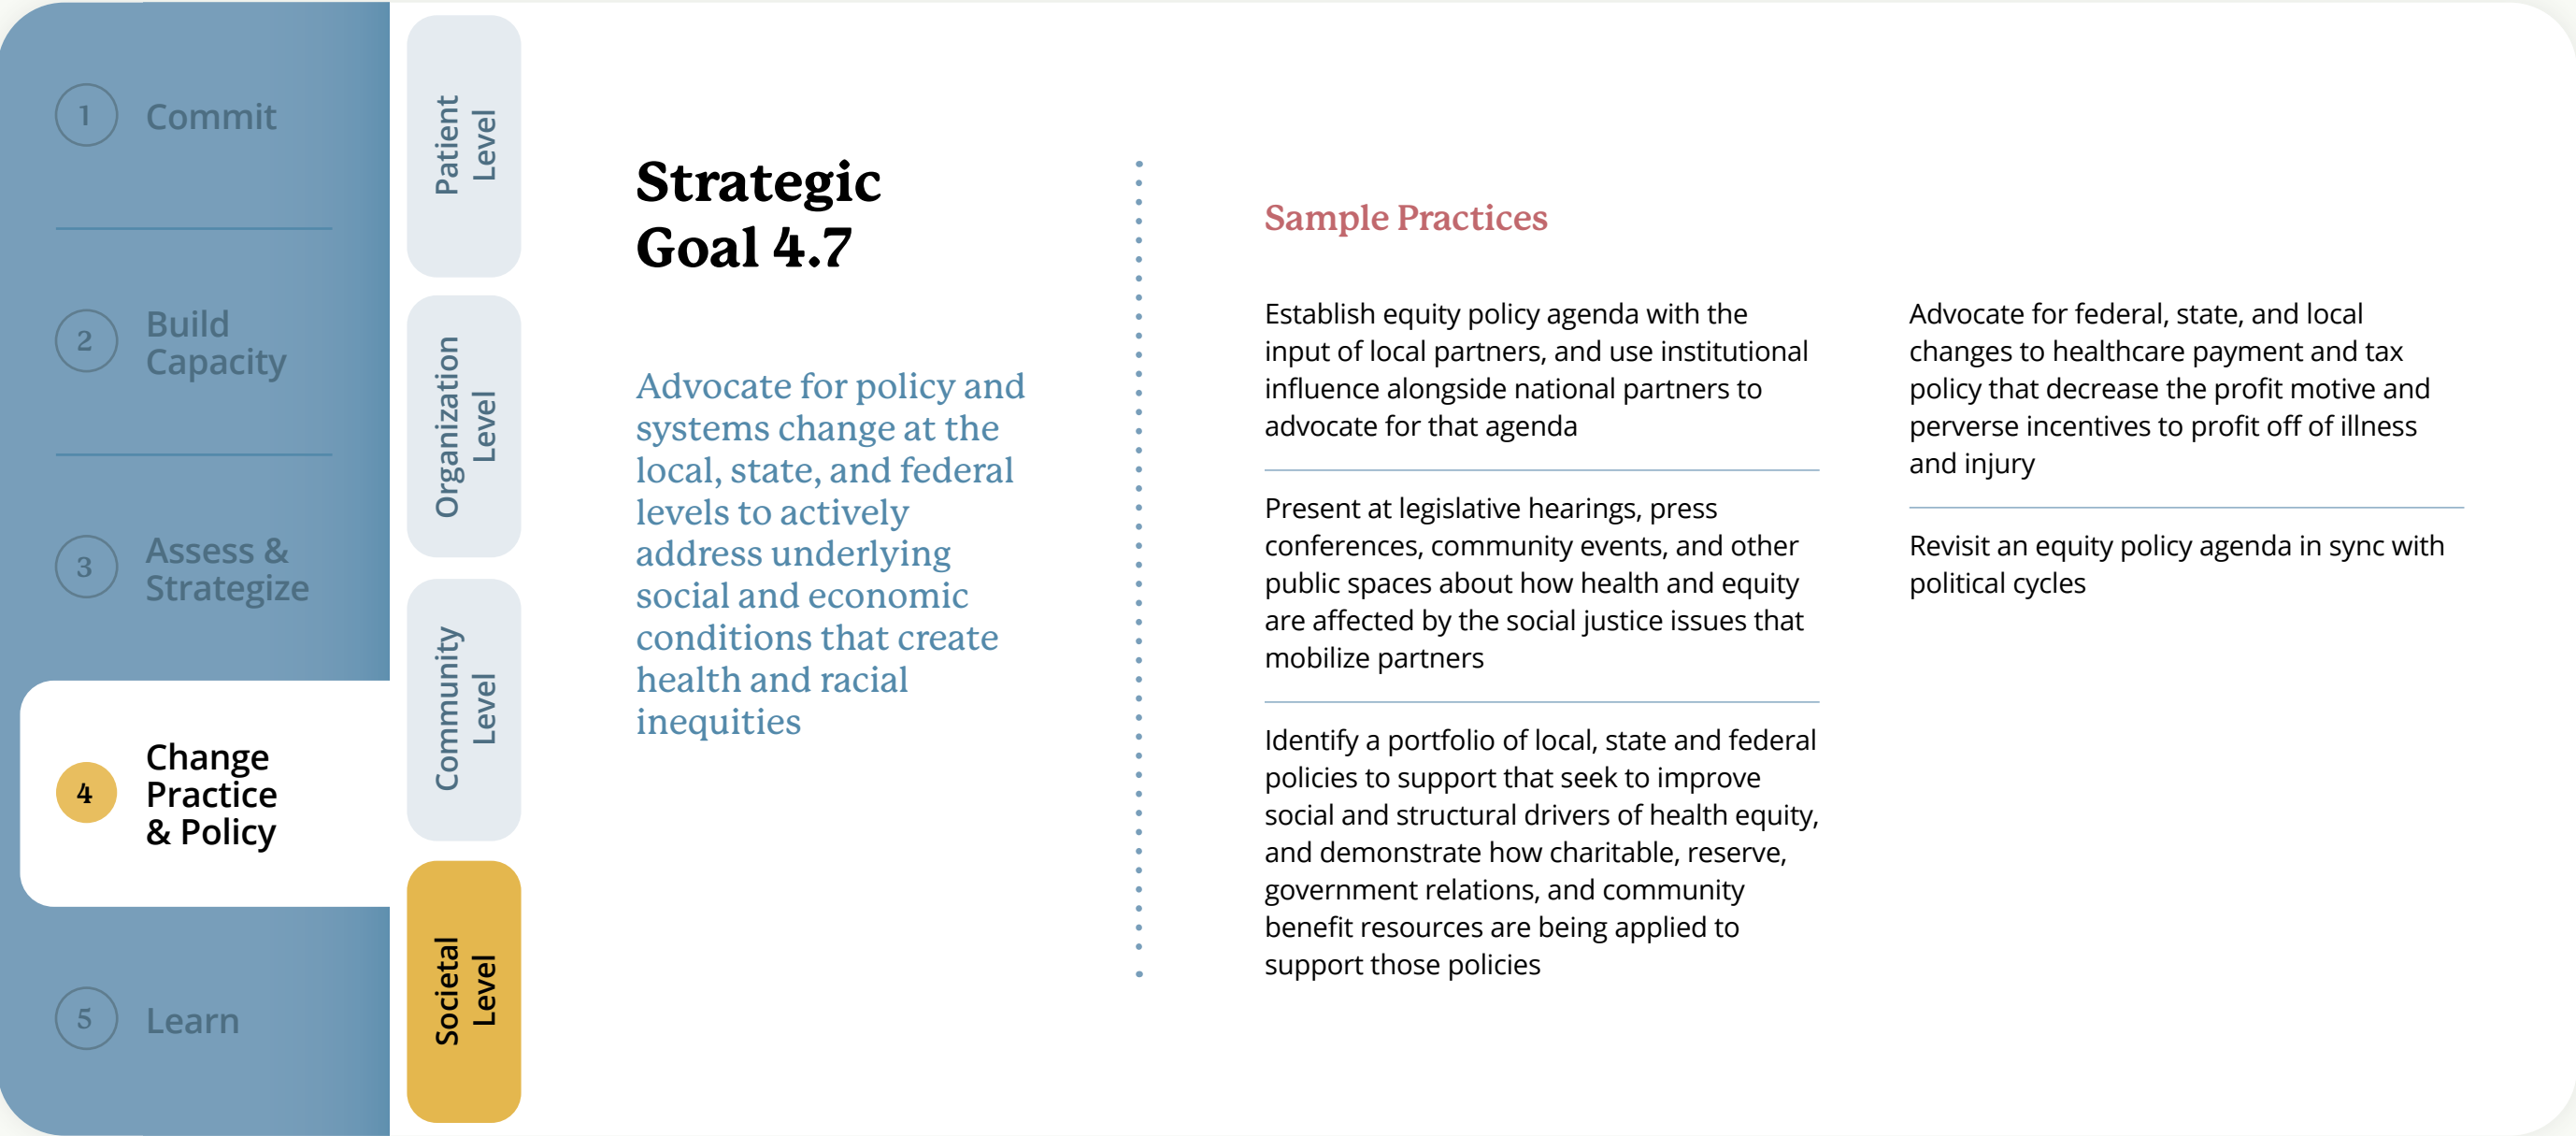 1
Commit
2
Build
Capacity
3
Assess &
Strategize
4
Change
Practice
& Policy
5
Learn
Patient
Level
Organization
Level
Community
Level
Societal
Level
Strategic
Goal 4.7
Advocate for policy and
systems change at the
local, state, and federal
levels to actively
address underlying
social and economic
conditions that create
health and racial
inequities
Sample Practices
Establish equity policy agenda with the
input of local partners, and use institutional
influence alongside national partners to
advocate for that agenda
Present at legislative hearings, press
conferences, community events, and other
public spaces about how health and equity
are affected by the social justice issues that
mobilize partners
Identify a portfolio of local, state and federal
policies to support that seek to improve
social and structural drivers of health equity,
and demonstrate how charitable, reserve,
government relations, and community
benefit resources are being applied to
support those policies
Advocate for federal, state, and local
changes to healthcare payment and tax
policy that decrease the profit motive and
perverse incentives to profit off of illness
and injury
Revisit an equity policy agenda in sync with
political cycles